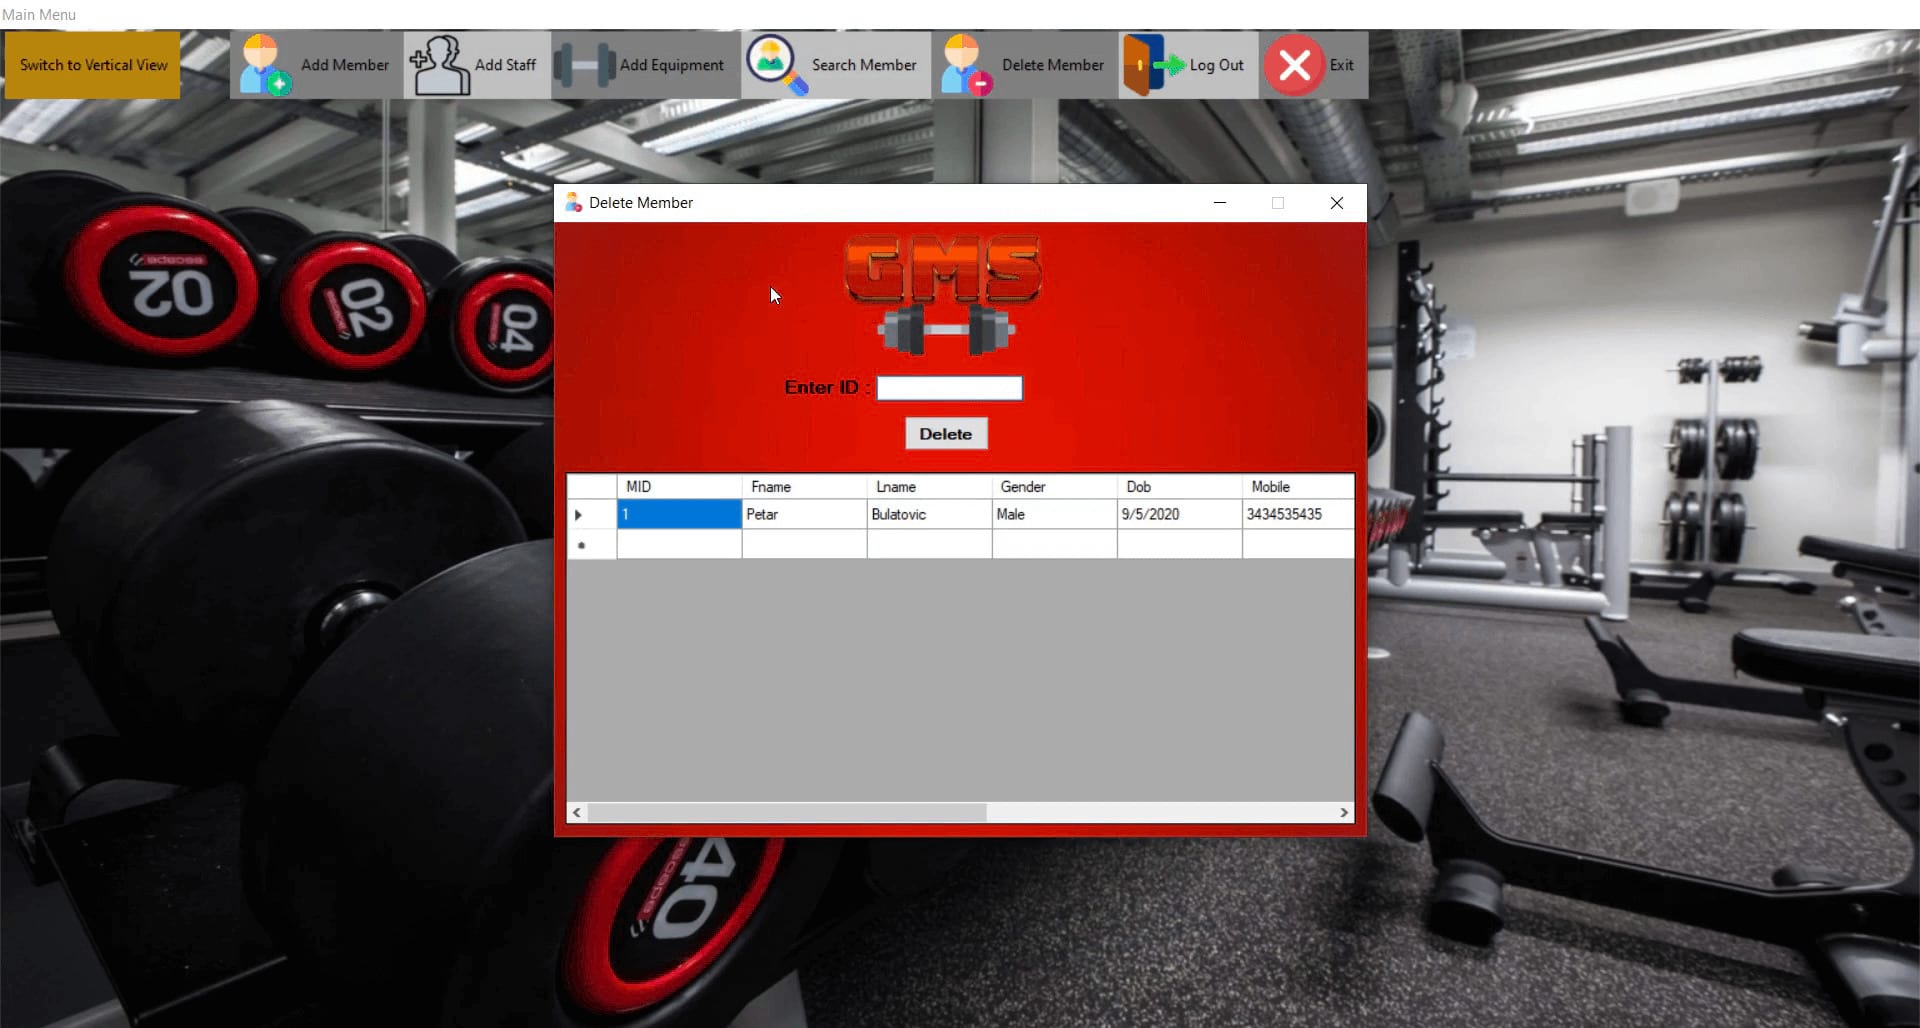 Main Menu
Switch to Vertical View
Add Member
Add Staff
Add Equipment
Search Member
Delete Member
Log Out
Exit
Delete Member
GMS
Enter ID :
Delete
MID Fname Lname Gender Dob Mobile
1 Petar Bulatovic Male 9/5/2020 3434535435
escape
02
02
04
40
escape